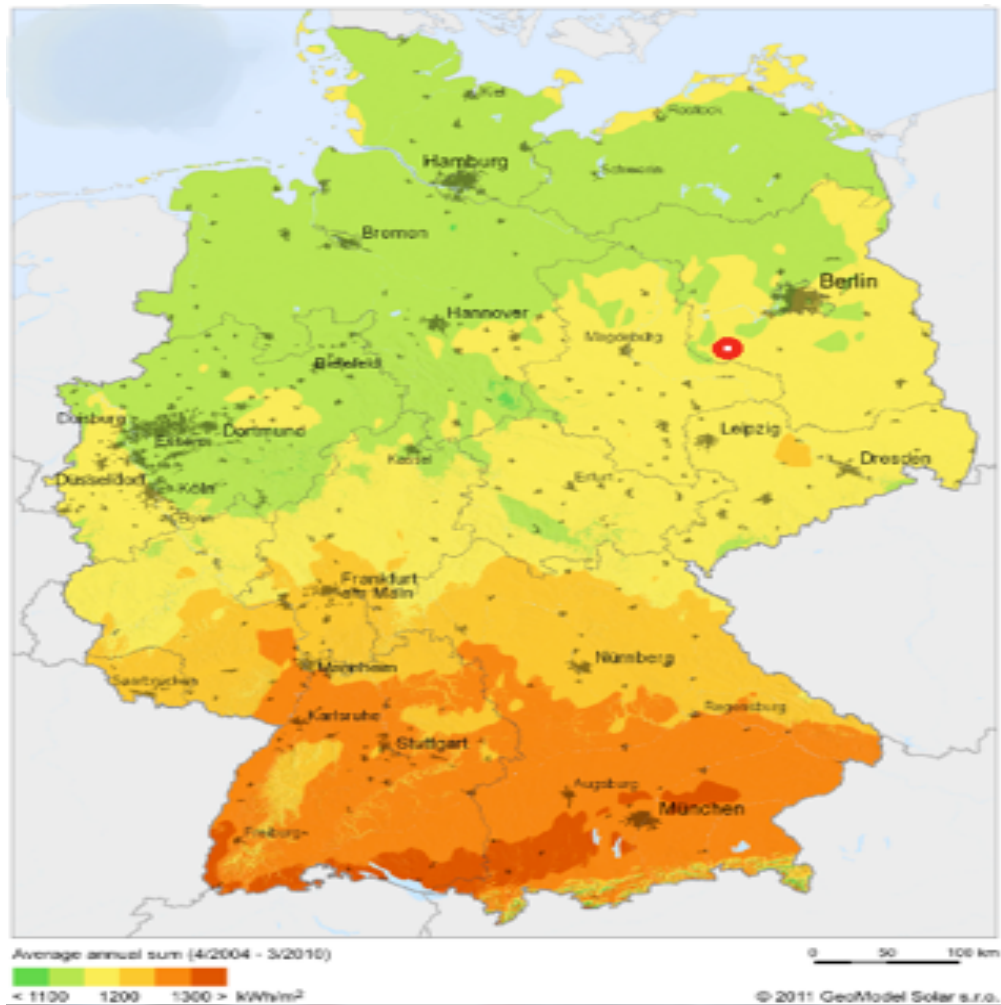 Kiel
Rostock
Hamburg
Schwerin
Bremen
Berlin
Hannover
Magdeburg
Bielefeld
Duisburg
Dortmund
Essen
Leipzig
Kassel
Dresden
Düsseldorf
Köln
Erfurt
Bonn
Frankfurt
am Main
Nürnberg
Mannheim
Saarbrücken
Regensburg
Karlsruhe
Stuttgart
Augsburg
München
Freiburg
Average annual sum (4/2004 - 3/2010)
0 50 100 km
< 1100 1200 1300 > kWh/m²
© 2011 GeoModel Solar s.r.o.